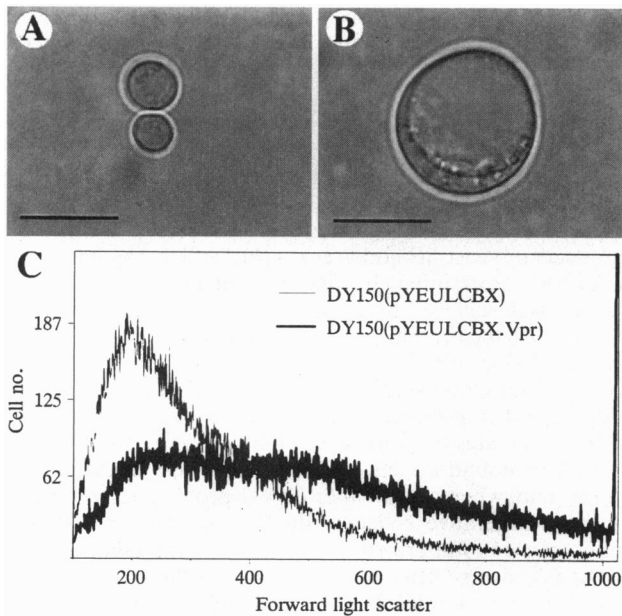 A
B
C
DY150(pYEULCBX)
DY150(pYEULCBX.Vpr)
187
125
62
Cell no.
200
400
600
800
1000
Forward light scatter